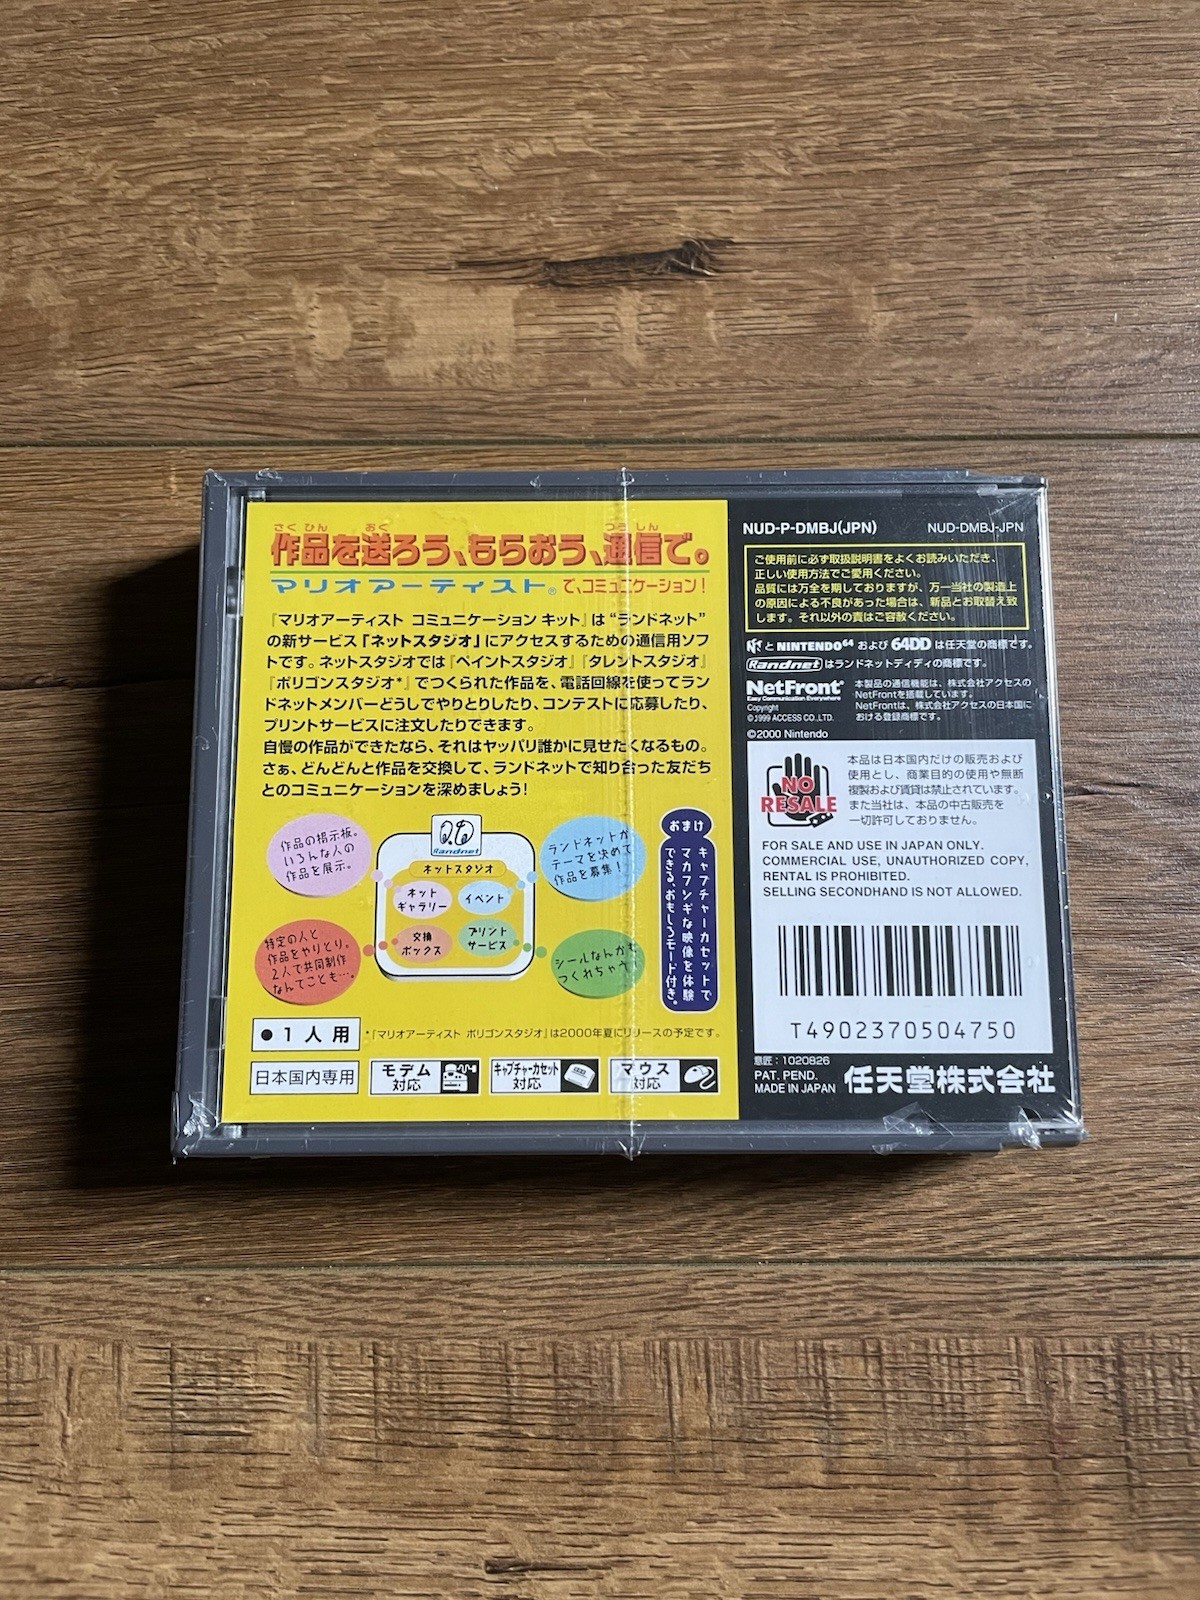 さくひん おく つうしん
作品を送ろう、もらおう、通信で。
マリオアーティスト®で、コミュニケーション!
『マリオアーティスト コミュニケーション キット』は“ランドネット”
の新サービス「ネットスタジオ」にアクセスするための通信用ソフ
トです。ネットスタジオでは『ペイントスタジオ』『タレントスタジオ』
『ポリゴンスタジオ*』でつくられた作品を、電話回線を使ってラン
ドネットメンバーどうしでやりとりしたり、コンテストに応募したり、
プリントサービスに注文したりできます。
自慢の作品ができたなら、それはヤッパリ誰かに見せたくなるもの。
さぁ、どんどんと作品を交換して、ランドネットで知り合った友だち
とのコミュニケーションを深めましょう!
作品の掲示板。
いろんな人の
作品を展示。
Randnet
ネットスタジオ
ネット
ギャラリー
イベント
交換
ボックス
プリント
サービス
ランドネットが
テーマを決めて
作品を募集!
特定の人と
作品をやりとり。
2人で共同制作
なんてことも…。
シールなんかも
つくれちゃう!
おまけ
キャプチャーカセットで
マカフシギな映像を体験
できる、おもしろモード付き。
●1人用
*『マリオアーティスト ポリゴンスタジオ』は2000年夏にリリースの予定です。
日本国内専用
モデム
対応
キャプチャーカセット
対応
マウス
対応
NUD-P-DMBJ(JPN)
NUD-DMBJ-JPN
ご使用前に必ず取扱説明書をよくお読みいただき、
正しい使用方法でご愛用ください。
品質には万全を期しておりますが、万一当社の製造上
の原因による不良があった場合は、新品とお取替え致
します。それ以外の責はご容赦ください。
とNINTENDO64 および 64DD は任天堂の商標です。
Randnet はランドネットディディの商標です。
NetFront
Easy Communication Everywhere
Copyright
©1999 ACCESS CO.,LTD.
本製品の通信機能は、株式会社アクセスの
NetFrontを搭載しています。
NetFrontは、株式会社アクセスの日本国に
おける登録商標です。
©2000 Nintendo
NO
RESALE
本品は日本国内だけの販売および
使用とし、商業目的の使用や無断
複製および賃貸は禁止されています。
また当社は、本品の中古販売を
一切許可しておりません。
FOR SALE AND USE IN JAPAN ONLY.
COMMERCIAL USE, UNAUTHORIZED COPY,
RENTAL IS PROHIBITED.
SELLING SECONDHAND IS NOT ALLOWED.
T4902370504750
意匠:1020826
PAT. PEND.
MADE IN JAPAN
任天堂株式会社